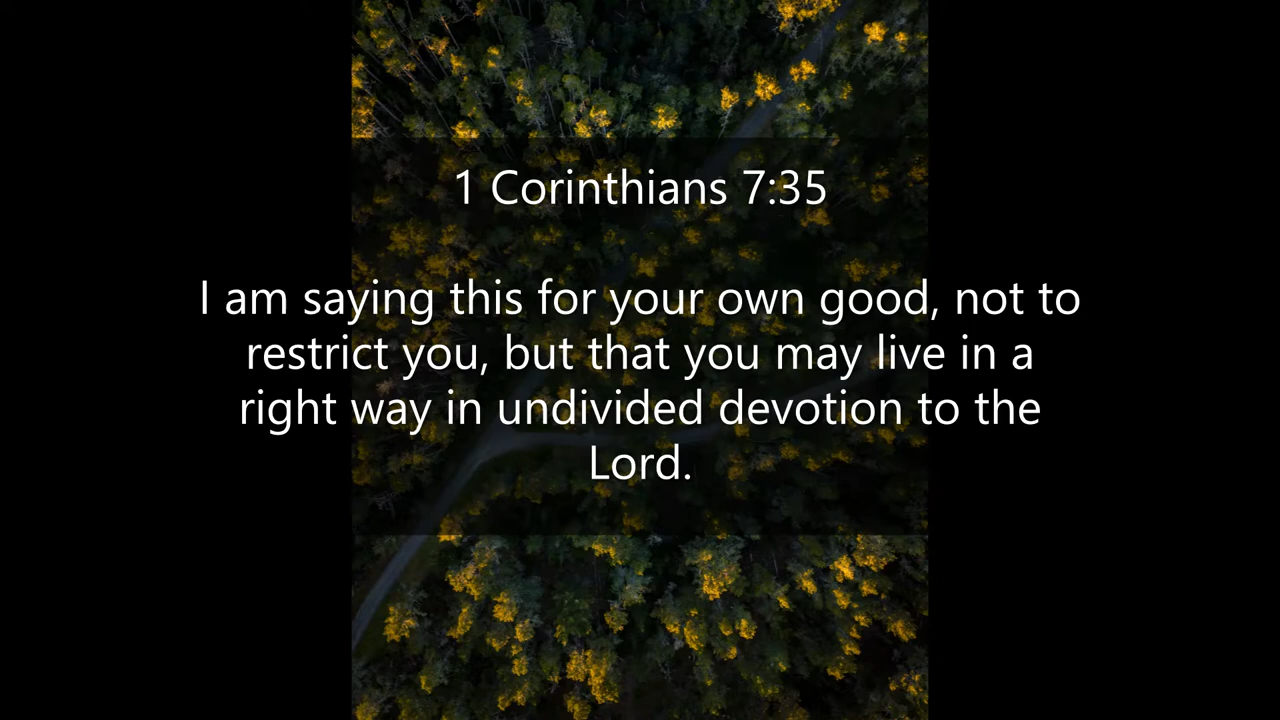 1 Corinthians 7:35
I am saying this for your own good, not to
restrict you, but that you may live in a
right way in undivided devotion to the
Lord.